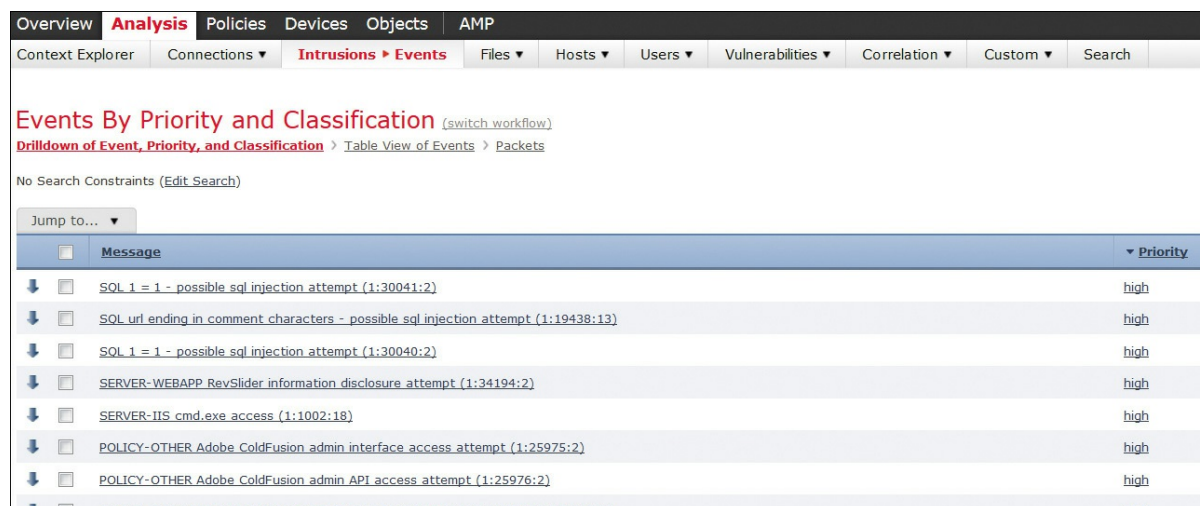 Overview Analysis Policies Devices Objects AMP
Context Explorer Connections ▼ Intrusions ▸ Events Files ▼ Hosts ▼ Users ▼ Vulnerabilities ▼ Correlation ▼ Custom ▼ Search
Events By Priority and Classification (switch workflow)
Drilldown of Event, Priority, and Classification > Table View of Events > Packets
No Search Constraints (Edit Search)
Jump to... ▼
Message ▼ Priority
SQL 1 = 1 - possible sql injection attempt (1:30041:2) high
SQL url ending in comment characters - possible sql injection attempt (1:19438:13) high
SQL 1 = 1 - possible sql injection attempt (1:30040:2) high
SERVER-WEBAPP RevSlider information disclosure attempt (1:34194:2) high
SERVER-IIS cmd.exe access (1:1002:18) high
POLICY-OTHER Adobe ColdFusion admin interface access attempt (1:25975:2) high
POLICY-OTHER Adobe ColdFusion admin API access attempt (1:25976:2) high